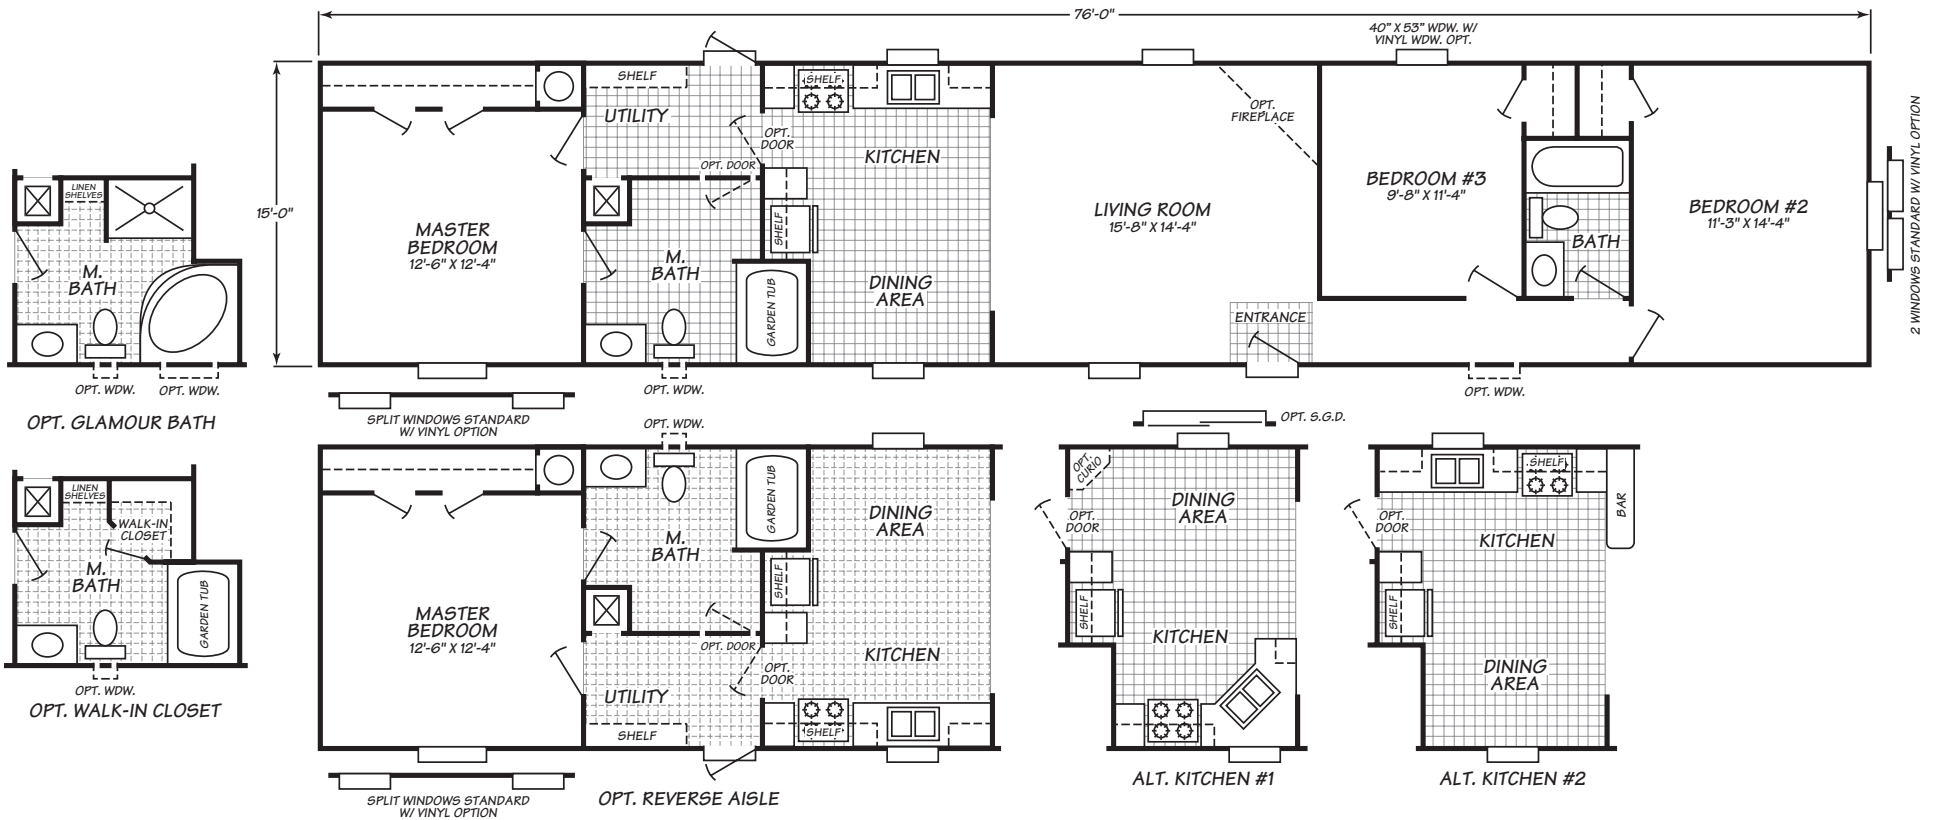 76'-0"
40" X 53" WDW. W/
VINYL WDW. OPT.
SHELF
SHELF
UTILITY
OPT.
FIREPLACE
OPT.
DOOR
KITCHEN
OPT. DOOR
2 WINDOWS STANDARD W/ VINYL OPTION
15'-0"
MASTER
BEDROOM
12'-6" X 12'-4"
SHELF
LIVING ROOM
15'-8" X 14'-4"
BEDROOM #3
9'-8" X 11'-4"
BATH
BEDROOM #2
11'-3" X 14'-4"
M.
BATH
GARDEN TUB
DINING
AREA
ENTRANCE
OPT. WDW.
OPT. WDW.
SPLIT WINDOWS STANDARD
W/ VINYL OPTION
LINEN
SHELVES
M.
BATH
OPT. WDW.
OPT. WDW.
OPT. GLAMOUR BATH
LINEN
SHELVES
WALK-IN
CLOSET
M.
BATH
GARDEN TUB
OPT. WDW.
OPT. WALK-IN CLOSET
OPT. WDW.
GARDEN TUB
DINING
AREA
M.
BATH
SHELF
MASTER
BEDROOM
12'-6" X 12'-4"
OPT. DOOR
OPT.
DOOR
KITCHEN
UTILITY
SHELF
SHELF
SPLIT WINDOWS STANDARD
W/ VINYL OPTION
OPT. REVERSE AISLE
OPT. S.G.D.
OPT.
CURIO
DINING
AREA
OPT.
DOOR
SHELF
KITCHEN
ALT. KITCHEN #1
SHELF
BAR
OPT.
DOOR
KITCHEN
SHELF
DINING
AREA
ALT. KITCHEN #2